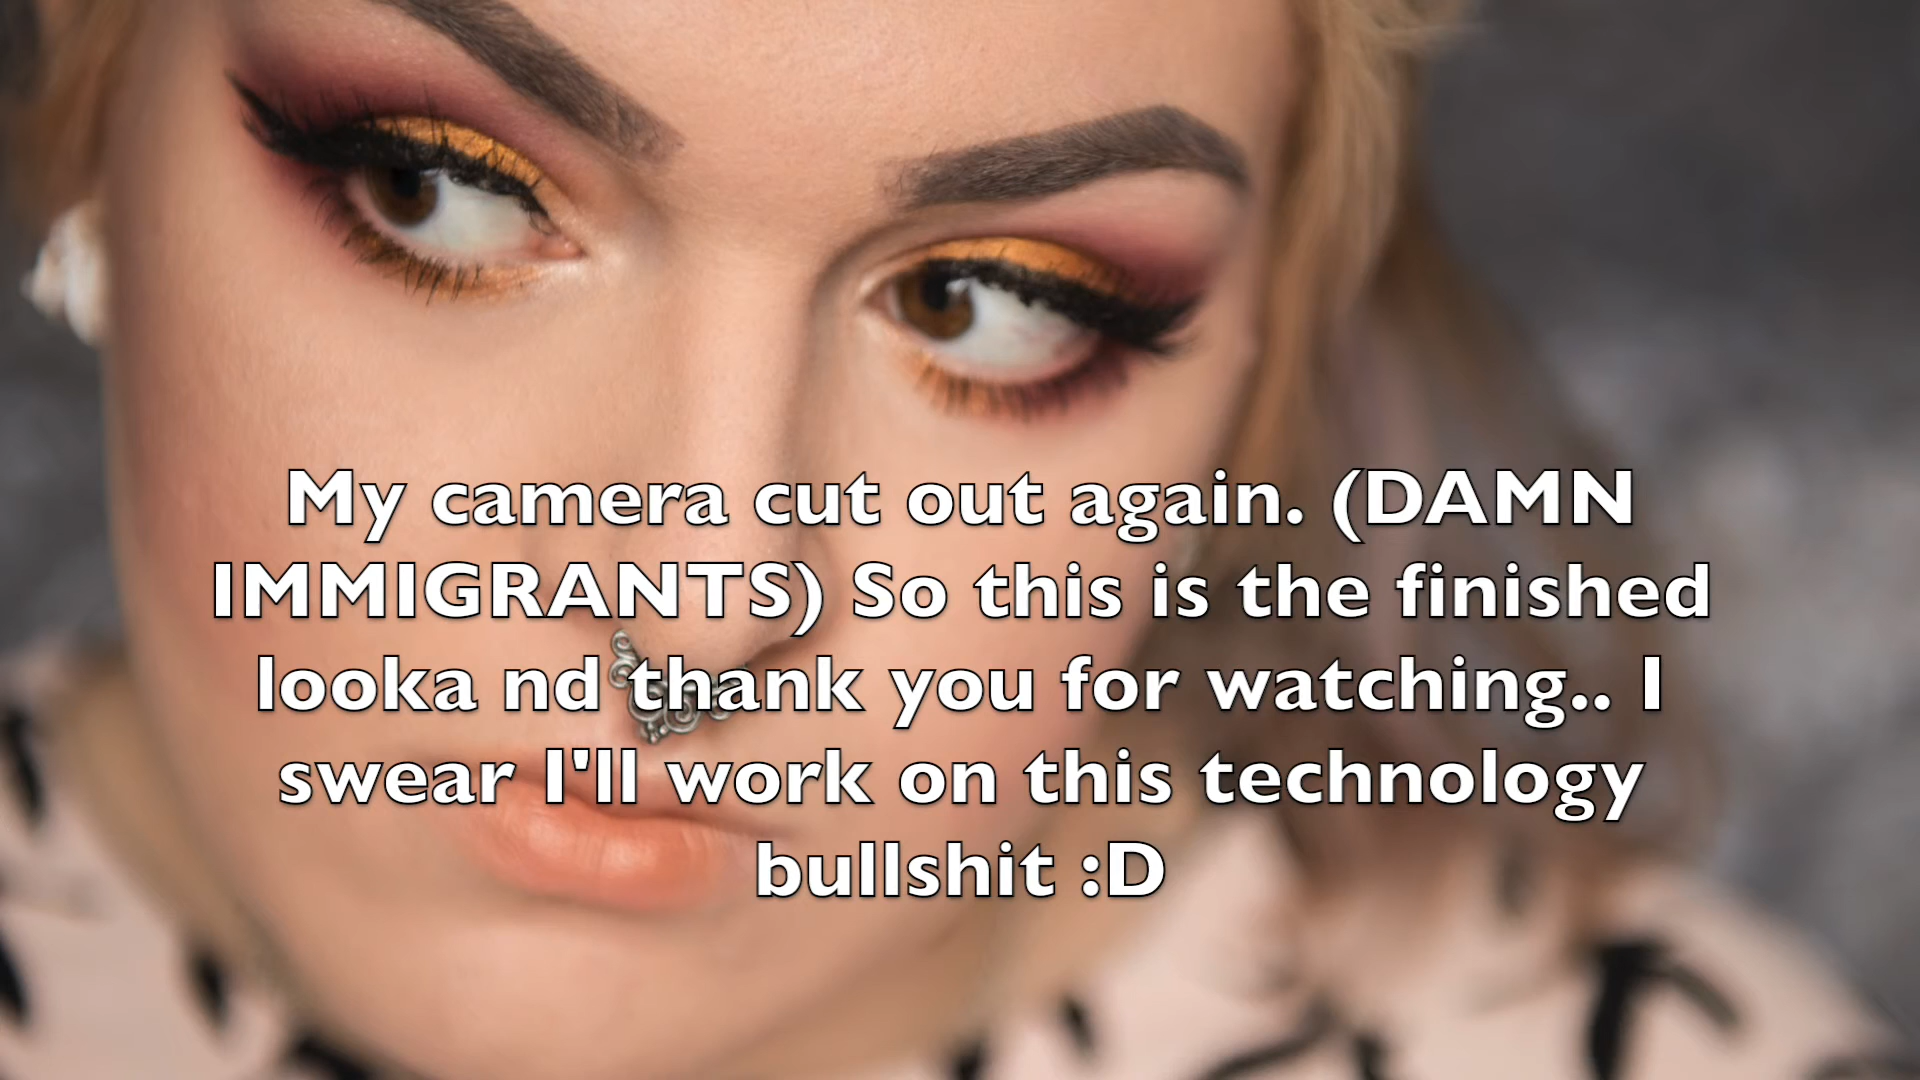 My camera cut out again. (DAMN
IMMIGRANTS) So this is the finished
looka nd thank you for watching.. I
swear I'll work on this technology
bullshit :D